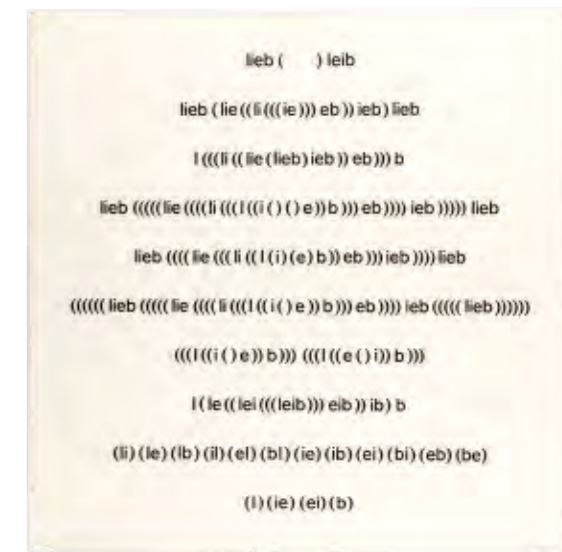 lieb (      ) leib
lieb ( lie (( li ((( ie ))) eb )) ieb ) lieb
l ((( li (( lie ( lieb ) ieb )) eb ))) b
lieb ((((( lie (((( li ((( l (( i ( ) ( ) e )) b ))) eb )))) ieb ))))) lieb
lieb (((( lie ((( li (( l ( i ) ( e ) b )) eb ))) ieb )))) lieb
(((((( lieb ((((( lie (((( li ((( l (( i ( ) e )) b ))) eb )))) ieb ((((( lieb ))))))
((( l (( i ( ) e )) b ))) ((( l (( e ( ) i )) b )))
l ( le (( lei ((( leib ))) eib )) ib ) b
(li) (le) (lb) (il) (el) (bl) (ie) (ib) (ei) (bi) (eb) (be)
(l) (ie) (ei) (b)